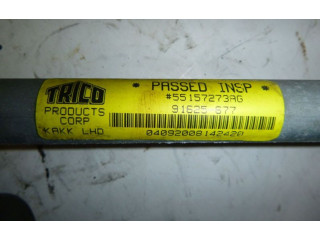 TRICO
PRODUCTS
CORP
KAKK LHD
PASSED INSP
#55157273AG
91625 877
04092008142420